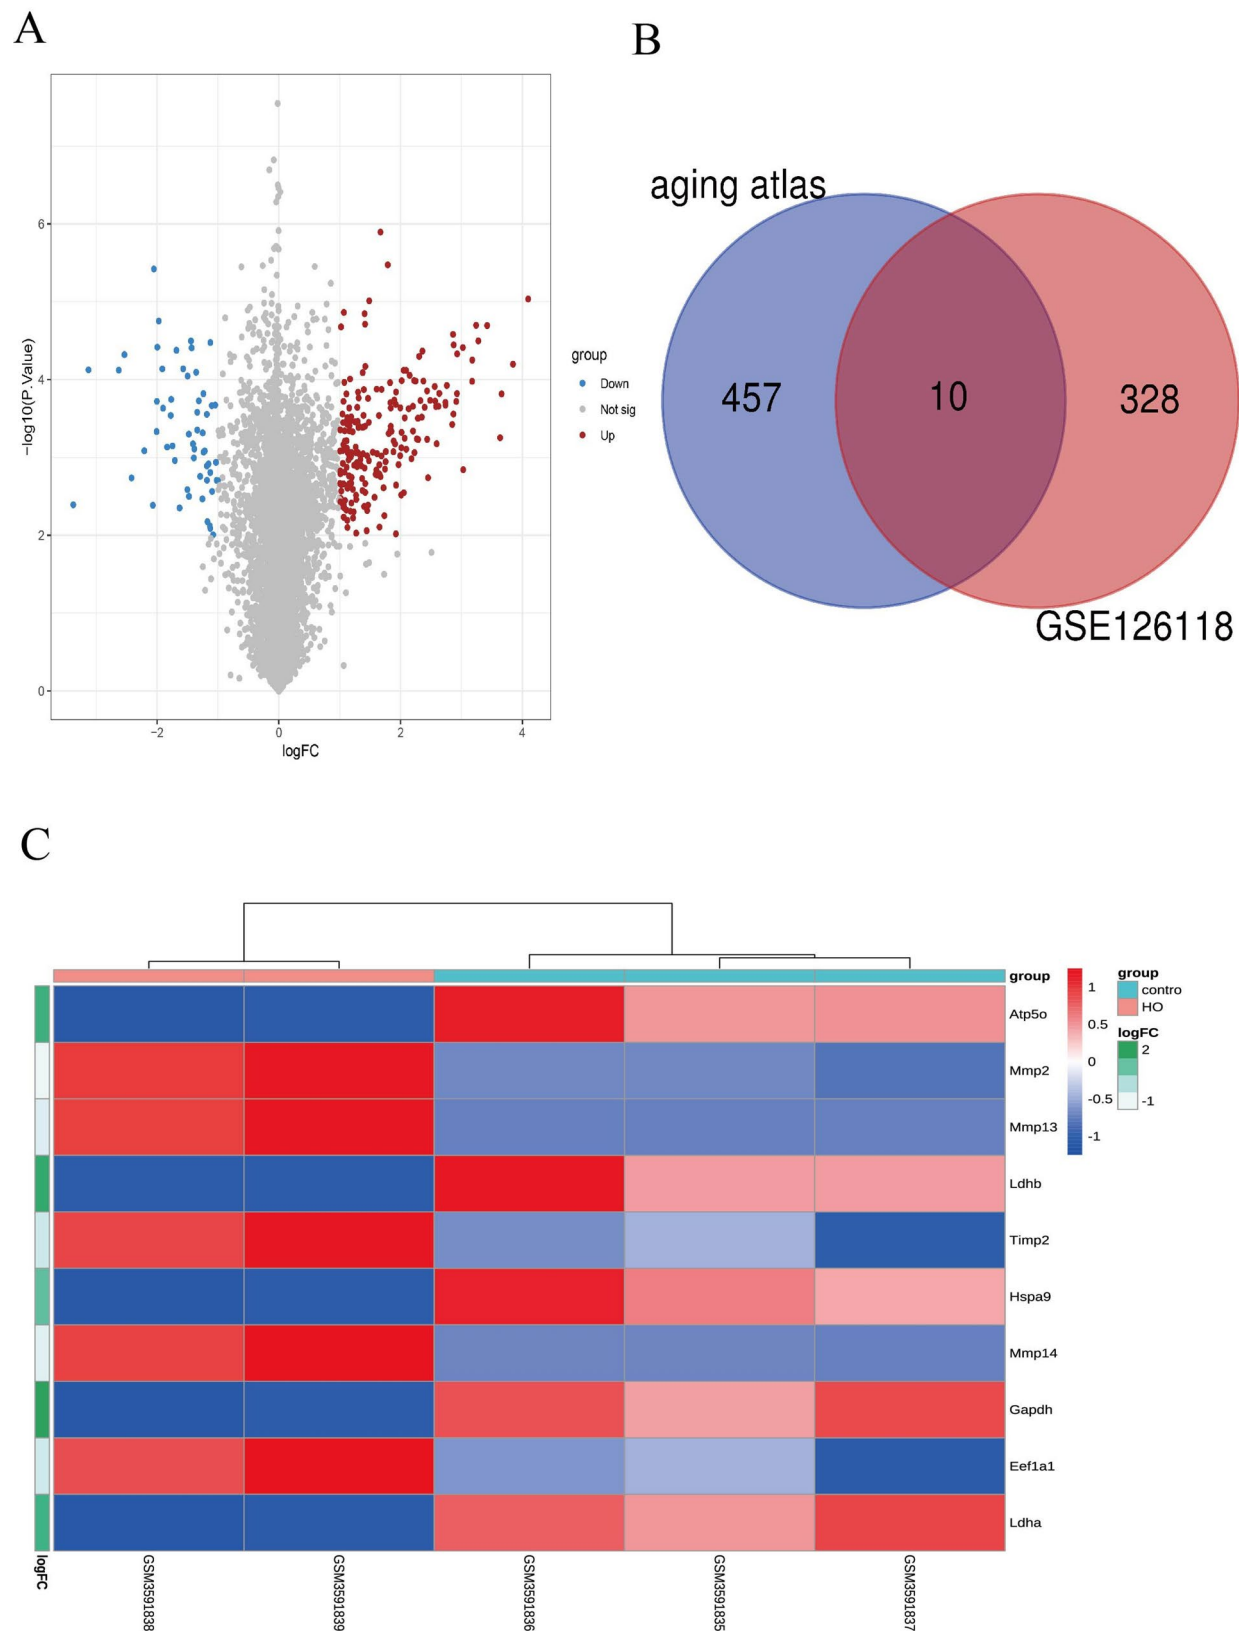 A
−log10(P.Value)
6
4
2
0
−2
0
2
4
logFC
group
Down
Not sig
Up
B
aging atlas
457
10
328
GSE126118
C
group
Atp5o
Mmp2
Mmp13
Ldhb
Timp2
Hspa9
Mmp14
Gapdh
Eef1a1
Ldha
1
0.5
0
-0.5
-1
group
contro
HO
logFC
2
-1
logFC
GSM3591838
GSM3591839
GSM3591836
GSM3591835
GSM3591837